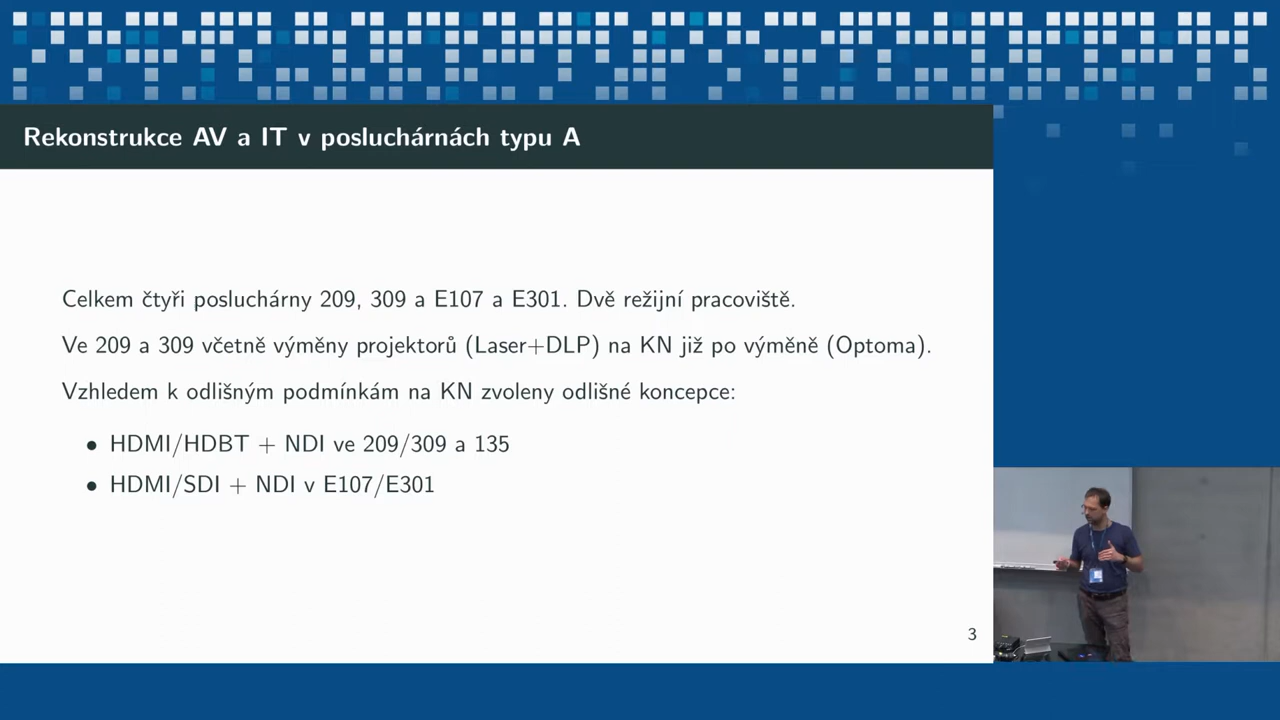 Rekonstrukce AV a IT v posluchárnách typu A
Celkem čtyři posluchárny 209, 309 a E107 a E301. Dvě režijní pracoviště.
Ve 209 a 309 včetně výměny projektorů (Laser+DLP) na KN již po výměně (Optoma).
Vzhledem k odlišným podmínkám na KN zvoleny odlišné koncepce:
• HDMI/HDBT + NDI ve 209/309 a 135
• HDMI/SDI + NDI v E107/E301
3